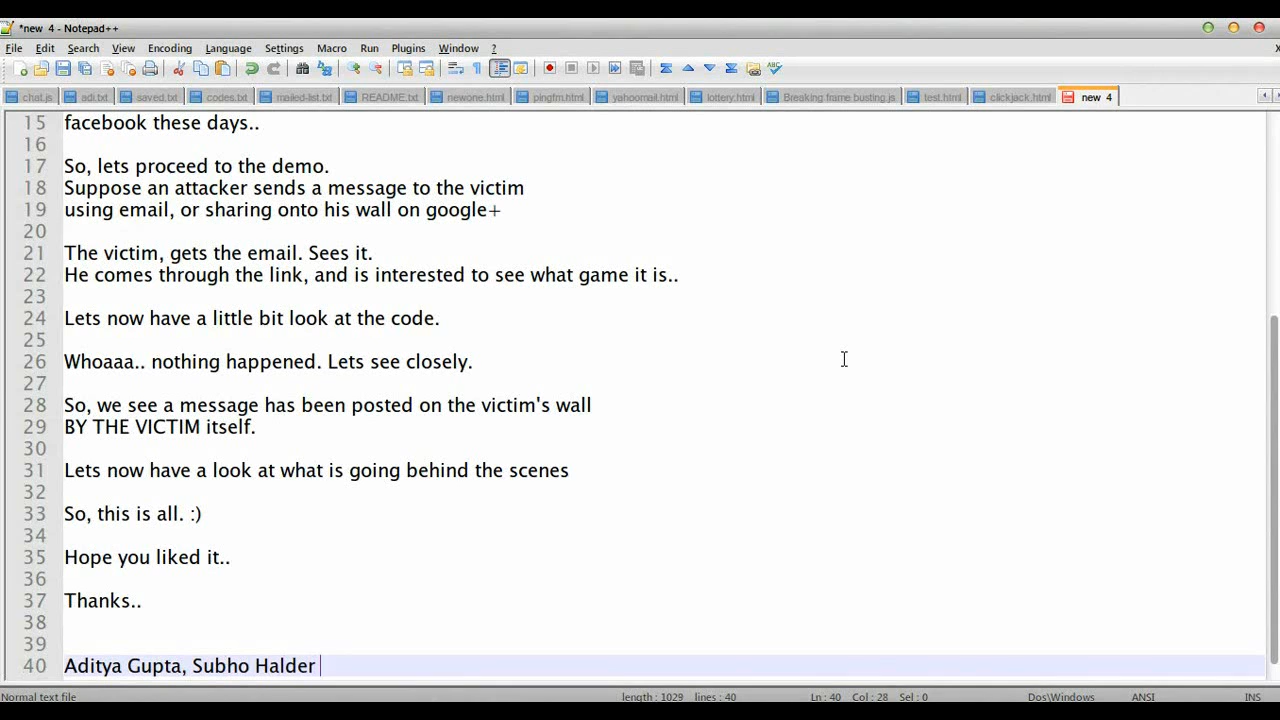 *new 4 - Notepad++
File Edit Search View Encoding Language Settings Macro Run Plugins Window ?
chat.js adi.txt saved.txt codes.txt mailed-list.txt README.txt newone.html pingfm.html yahoomail.html lottery.html Breaking frame busting.js test.html clickjack.html new 4
15 facebook these days..
16
17 So, lets proceed to the demo.
18 Suppose an attacker sends a message to the victim
19 using email, or sharing onto his wall on google+
20
21 The victim, gets the email. Sees it.
22 He comes through the link, and is interested to see what game it is..
23
24 Lets now have a little bit look at the code.
25
26 Whoaaa.. nothing happened. Lets see closely.
27
28 So, we see a message has been posted on the victim's wall
29 BY THE VICTIM itself.
30
31 Lets now have a look at what is going behind the scenes
32
33 So, this is all. :)
34
35 Hope you liked it..
36
37 Thanks..
38
39
40 Aditya Gupta, Subho Halder
Normal text file length : 1029 lines : 40 Ln : 40 Col : 28 Sel : 0 Dos\Windows ANSI INS